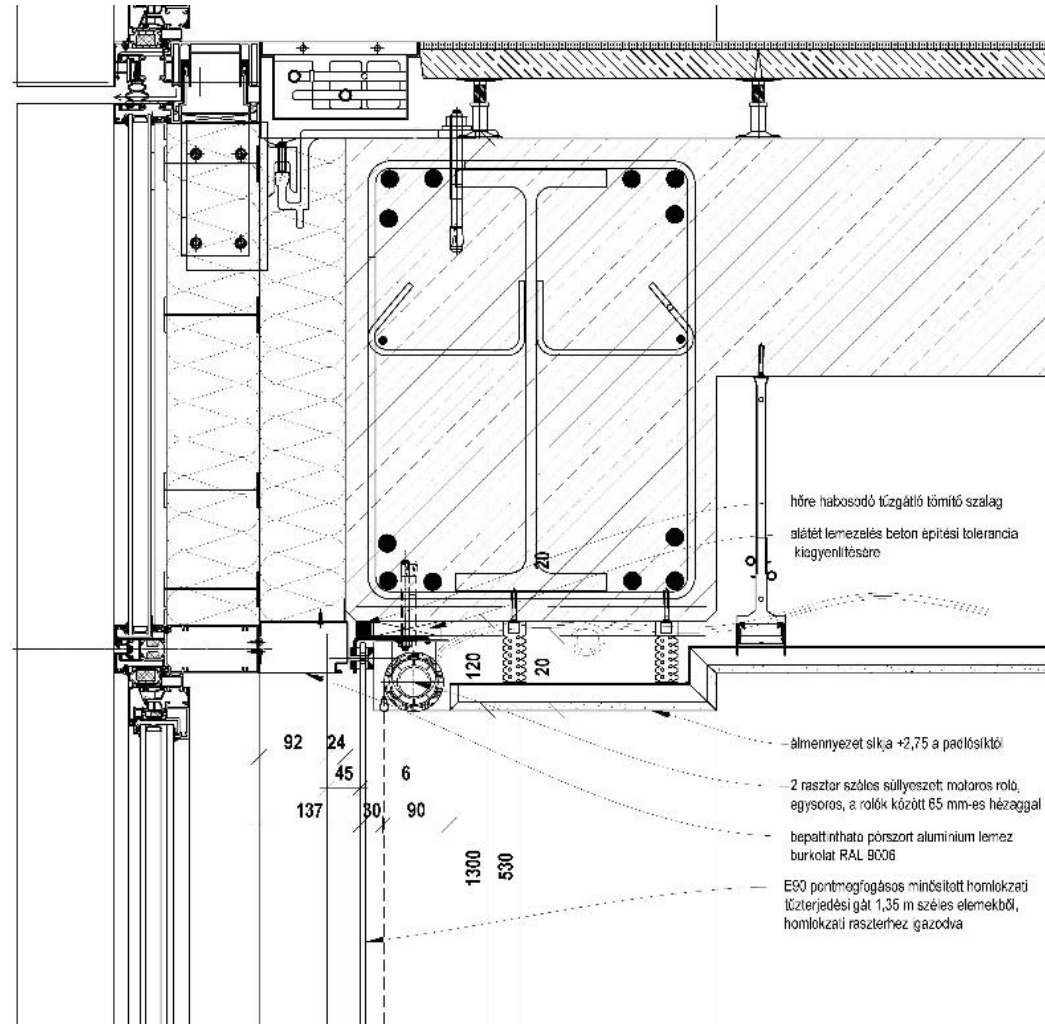 hőre habosodó tűzgátló tömítő szalag
alátét lemezelés beton építési tolerancia
kiegyenlítésére
20
120
20
álmennyezet síkja +2,75 a padlósíktól
92
24
45
6
137
30
90
2 raszter széles süllyesztett motoros roló,
egysoros, a rolók között 65 mm-es hézaggal
bepattintható pórszórt alumínium lemez
burkolat RAL 9006
1300
530
E90 pontmegfogásos minősített homlokzati
tűzterjedési gát 1,35 m széles elemekből,
homlokzati raszterhez igazodva